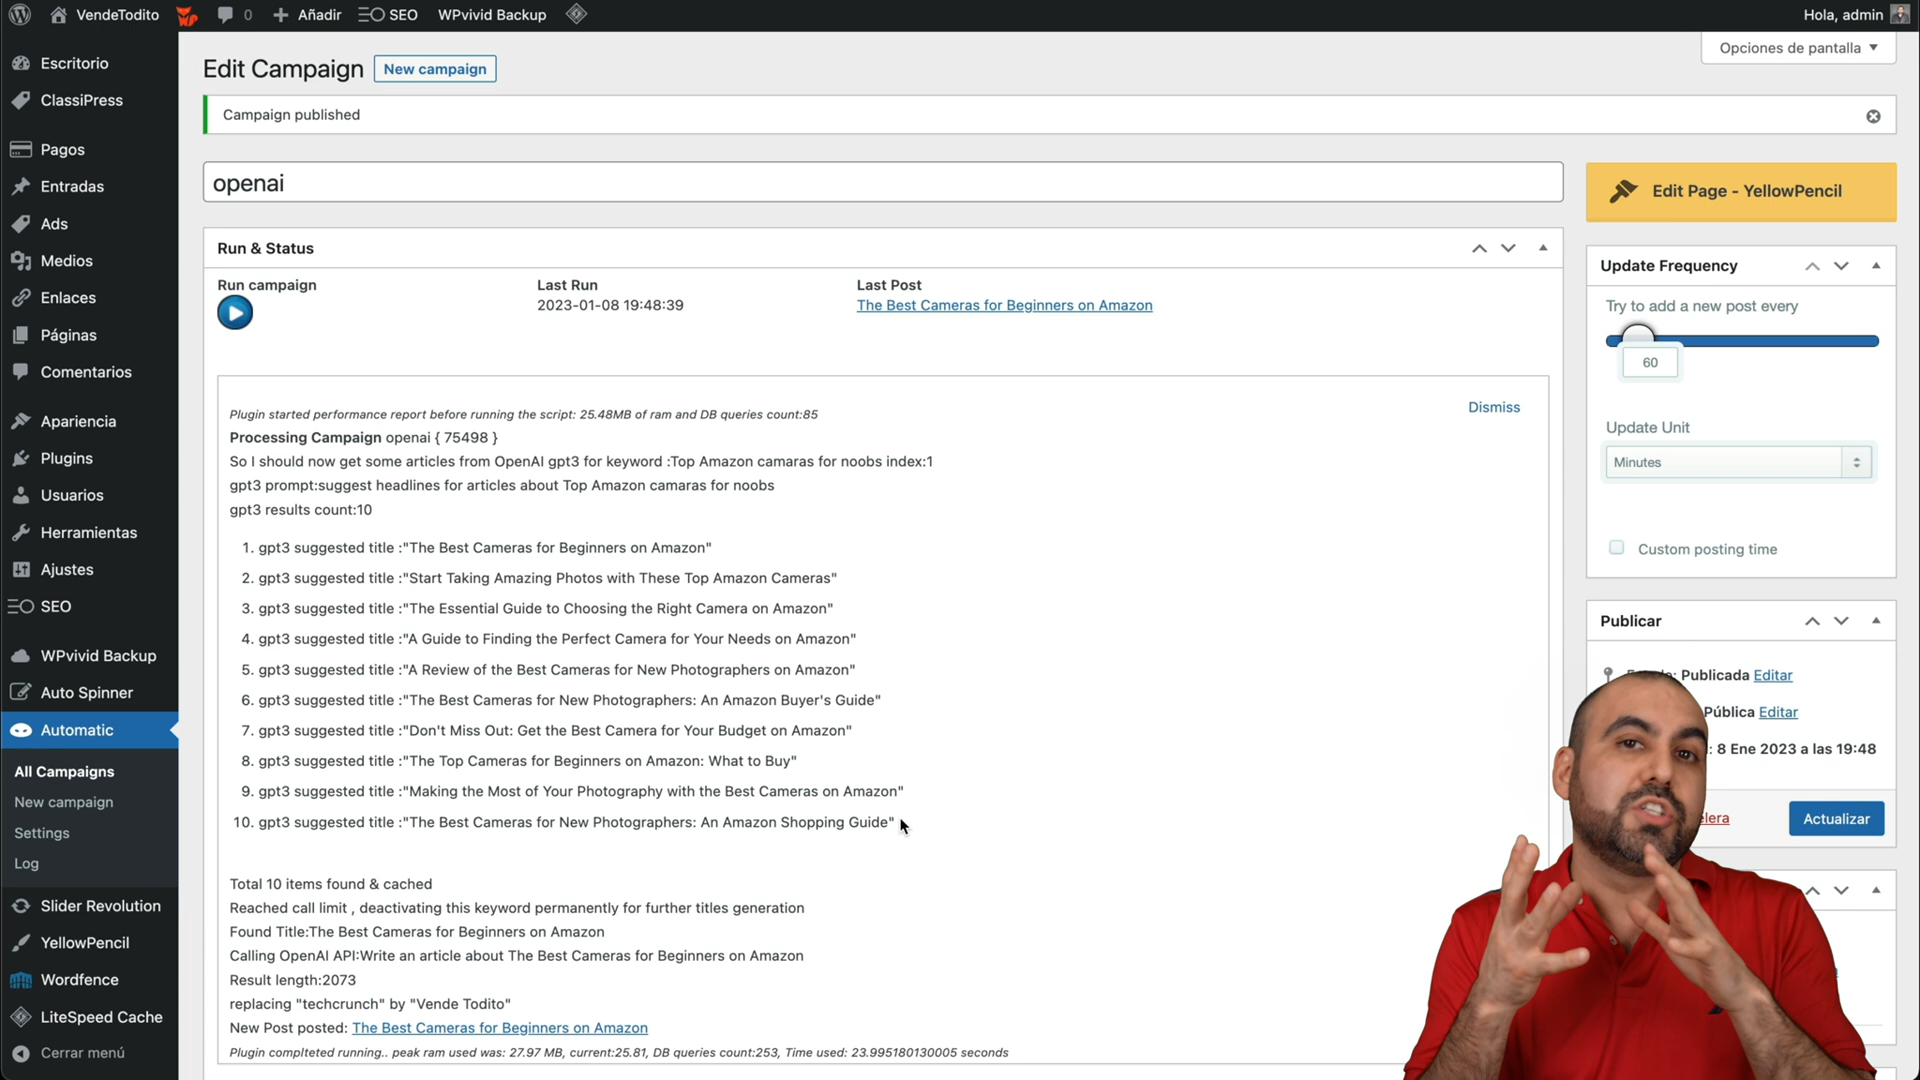 VendeTodito
0
Añadir
SEO
WPvivid Backup
Hola, admin
Escritorio
ClassiPress
Pagos
Entradas
Ads
Medios
Enlaces
Páginas
Comentarios
Apariencia
Plugins
Usuarios
Herramientas
Ajustes
SEO
WPvivid Backup
Auto Spinner
Automatic
All Campaigns
New campaign
Settings
Log
Slider Revolution
YellowPencil
Wordfence
LiteSpeed Cache
Cerrar menú
Opciones de pantalla
Edit Campaign
New campaign
Campaign published
openai
Run & Status
Run campaign
Last Run
2023-01-08 19:48:39
Last Post
The Best Cameras for Beginners on Amazon
Dismiss
Plugin started performance report before running the script: 25.48MB of ram and DB queries count:85
Processing Campaign openai { 75498 }
So I should now get some articles from OpenAI gpt3 for keyword :Top Amazon camaras for noobs index:1
gpt3 prompt:suggest headlines for articles about Top Amazon camaras for noobs
gpt3 results count:10
1. gpt3 suggested title :"The Best Cameras for Beginners on Amazon"
2. gpt3 suggested title :"Start Taking Amazing Photos with These Top Amazon Cameras"
3. gpt3 suggested title :"The Essential Guide to Choosing the Right Camera on Amazon"
4. gpt3 suggested title :"A Guide to Finding the Perfect Camera for Your Needs on Amazon"
5. gpt3 suggested title :"A Review of the Best Cameras for New Photographers on Amazon"
6. gpt3 suggested title :"The Best Cameras for New Photographers: An Amazon Buyer's Guide"
7. gpt3 suggested title :"Don't Miss Out: Get the Best Camera for Your Budget on Amazon"
8. gpt3 suggested title :"The Top Cameras for Beginners on Amazon: What to Buy"
9. gpt3 suggested title :"Making the Most of Your Photography with the Best Cameras on Amazon"
10. gpt3 suggested title :"The Best Cameras for New Photographers: An Amazon Shopping Guide"
Total 10 items found & cached
Reached call limit , deactivating this keyword permanently for further titles generation
Found Title:The Best Cameras for Beginners on Amazon
Calling OpenAI API:Write an article about The Best Cameras for Beginners on Amazon
Result length:2073
replacing "techcrunch" by "Vende Todito"
New Post posted: The Best Cameras for Beginners on Amazon
Plugin complteted running.. peak ram used was: 27.97 MB, current:25.81, DB queries count:253, Time used: 23.995180130005 seconds
Edit Page - YellowPencil
Update Frequency
Try to add a new post every
60
Update Unit
Minutes
Custom posting time
Publicar
Publicada Editar
Pública Editar
: 8 Ene 2023 a las 19:48
Actualizar